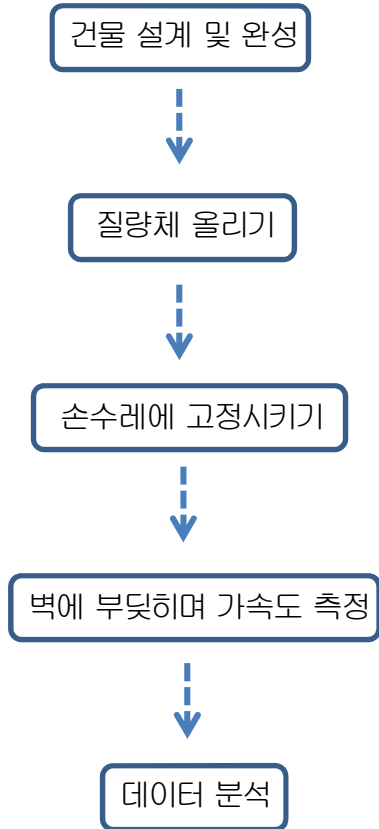 건물 설계 및 완성
질량체 올리기
손수레에 고정시키기
벽에 부딪히며 가속도 측정
데이터 분석